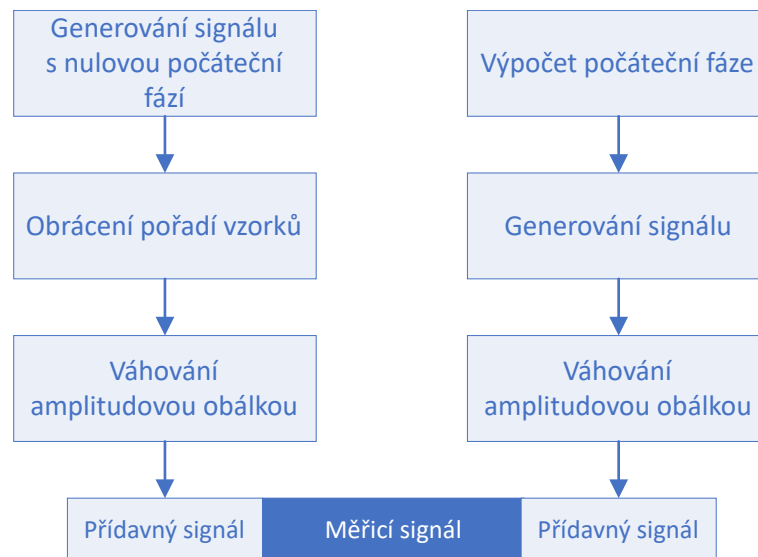 Generování signálu
s nulovou počáteční
fází
Výpočet počáteční fáze
Obrácení pořadí vzorků
Generování signálu
Váhování
amplitudovou obálkou
Váhování
amplitudovou obálkou
Přídavný signál
Měřicí signál
Přídavný signál